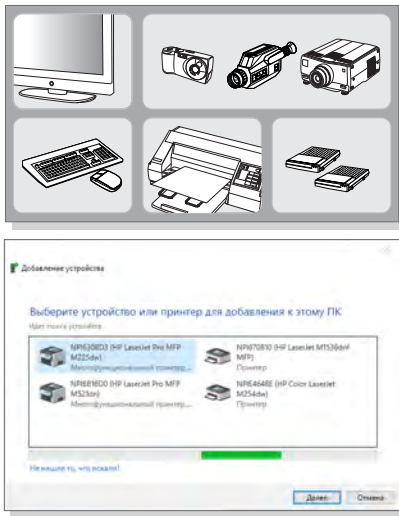 Добавление устройства
Выберите устройство или принтер для добавления к этому ПК
Идет поиск устройств
NPI6308D3 (HP LaserJet Pro MFP
M225dw)
Многофункциональный принтер...
NPI670810 (HP LaserJet M1536dnf
MFP)
Принтер
NPI6816D0 (HP LaserJet Pro MFP
M521dn)
Многофункциональный принтер...
NPIE4648E (HP Color LaserJet
M254dw)
Принтер
Не нашли то, что искали?
Далее
Отмена